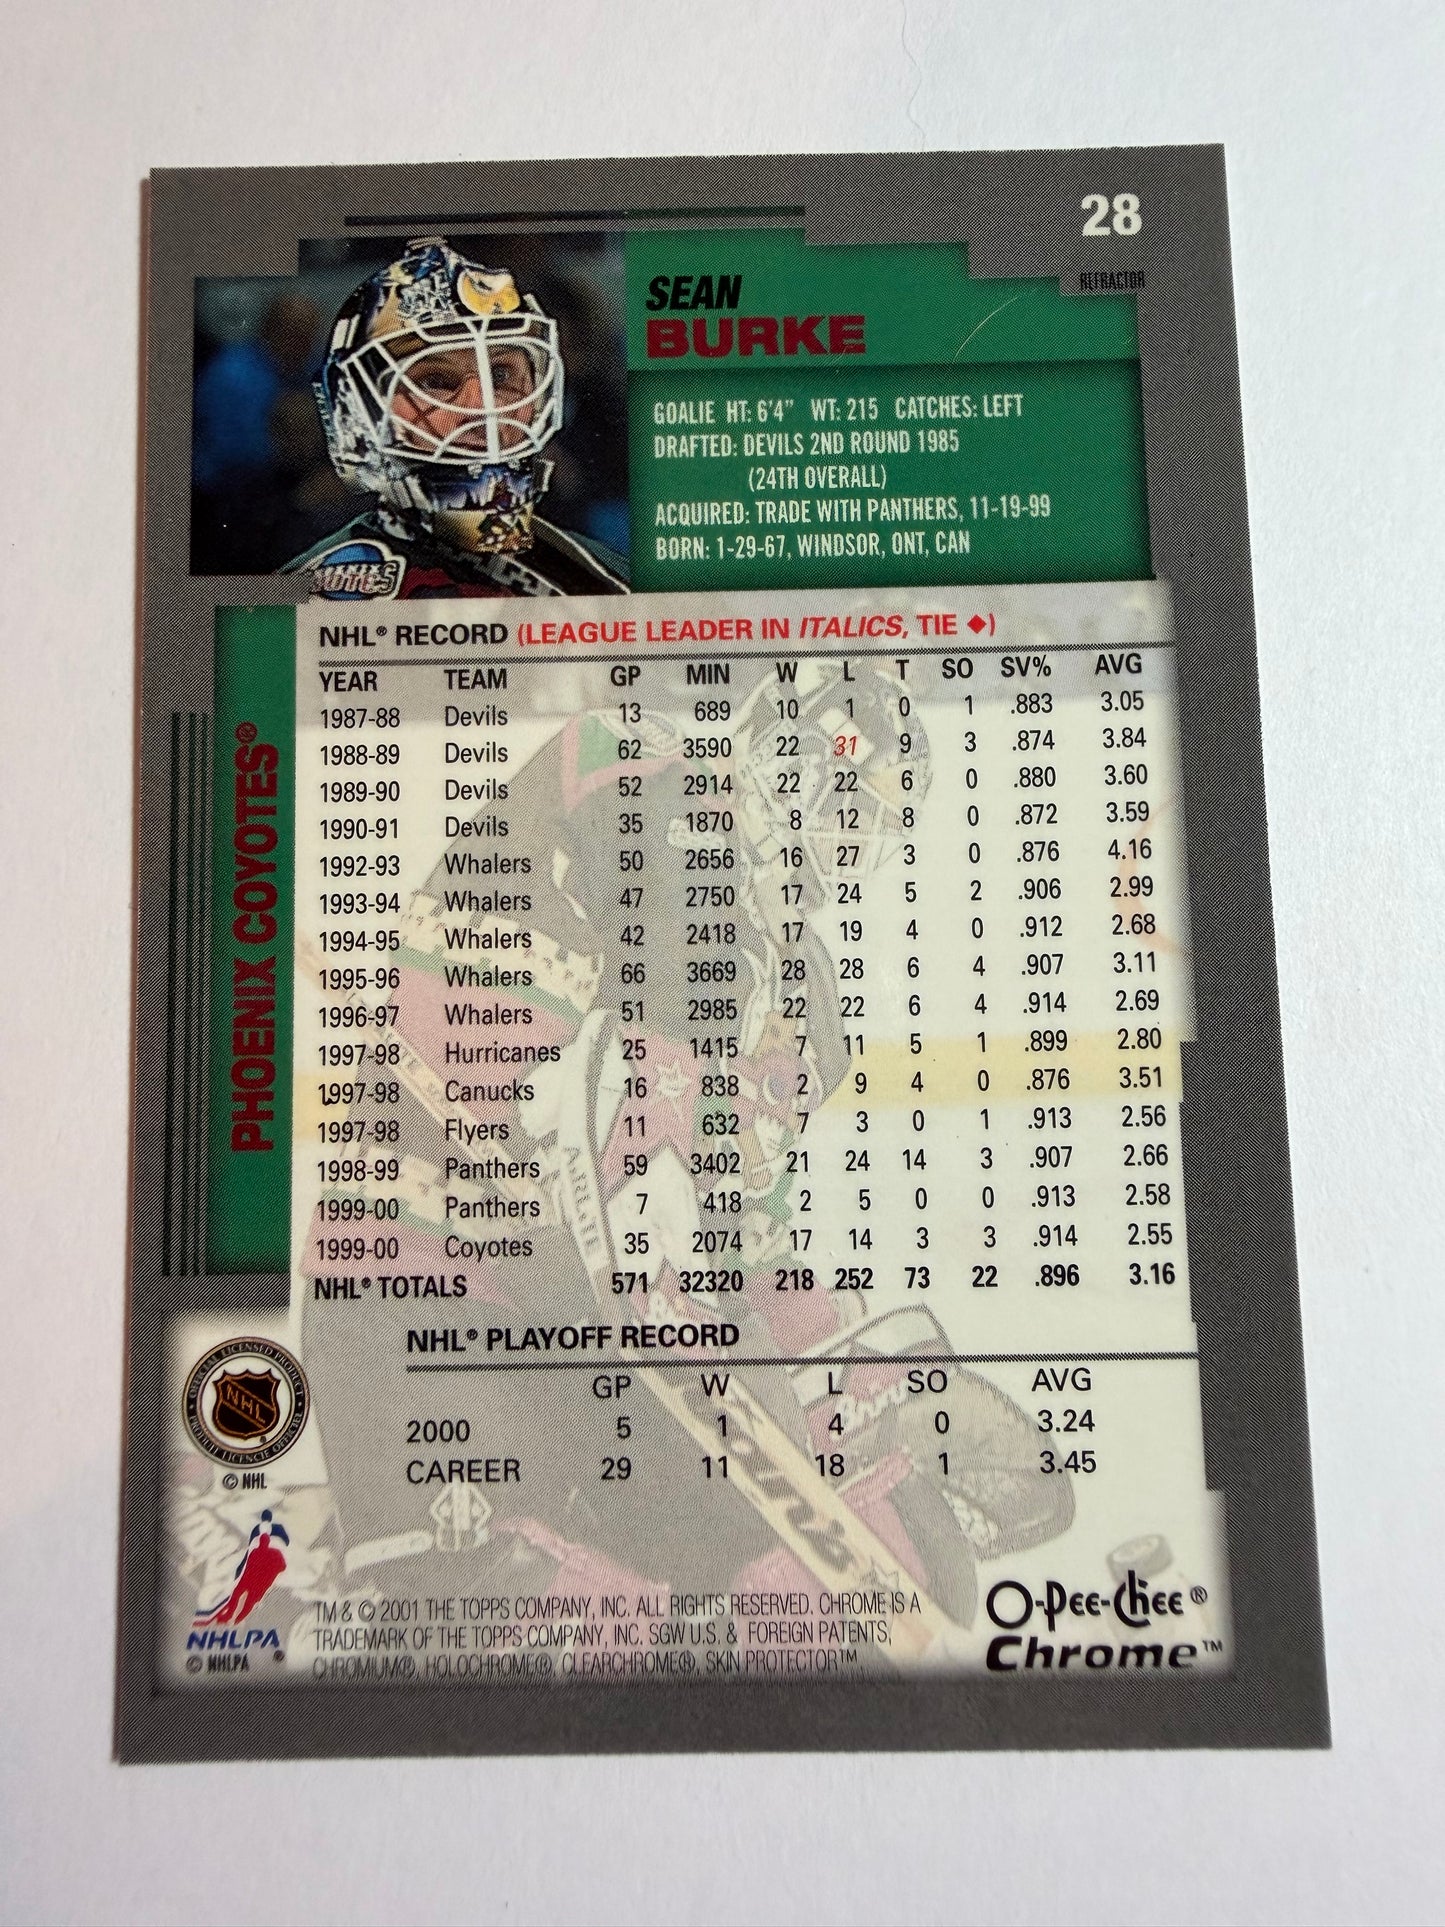 28
REFRACTOR
SEAN
BURKE
GOALIE HT: 6'4" WT: 215 CATCHES: LEFT
DRAFTED: DEVILS 2ND ROUND 1985
(24TH OVERALL)
ACQUIRED: TRADE WITH PANTHERS, 11-19-99
BORN: 1-29-67, WINDSOR, ONT, CAN
PHOENIX COYOTES®
NHL® RECORD (LEAGUE LEADER IN ITALICS, TIE ◆)
YEAR TEAM GP MIN W L T SO SV% AVG
1987-88 Devils 13 689 10 1 0 1 .883 3.05
1988-89 Devils 62 3590 22 31 9 3 .874 3.84
1989-90 Devils 52 2914 22 22 6 0 .880 3.60
1990-91 Devils 35 1870 8 12 8 0 .872 3.59
1992-93 Whalers 50 2656 16 27 3 0 .876 4.16
1993-94 Whalers 47 2750 17 24 5 2 .906 2.99
1994-95 Whalers 42 2418 17 19 4 0 .912 2.68
1995-96 Whalers 66 3669 28 28 6 4 .907 3.11
1996-97 Whalers 51 2985 22 22 6 4 .914 2.69
1997-98 Hurricanes 25 1415 7 11 5 1 .899 2.80
1997-98 Canucks 16 838 2 9 4 0 .876 3.51
1997-98 Flyers 11 632 7 3 0 1 .913 2.56
1998-99 Panthers 59 3402 21 24 14 3 .907 2.66
1999-00 Panthers 7 418 2 5 0 0 .913 2.58
1999-00 Coyotes 35 2074 17 14 3 3 .914 2.55
NHL® TOTALS 571 32320 218 252 73 22 .896 3.16
NHL® PLAYOFF RECORD
GP W L SO AVG
2000 5 1 4 0 3.24
CAREER 29 11 18 1 3.45
NHL
© NHL
NHLPA
© NHLPA ®
TM & © 2001 THE TOPPS COMPANY, INC. ALL RIGHTS RESERVED. CHROME IS A
TRADEMARK OF THE TOPPS COMPANY, INC. SGW U.S. & FOREIGN PATENTS,
CHROMIUM®, HOLOCHROME®, CLEARCHROME®, SKIN PROTECTOR™
O-Pee-Chee®
Chrome™